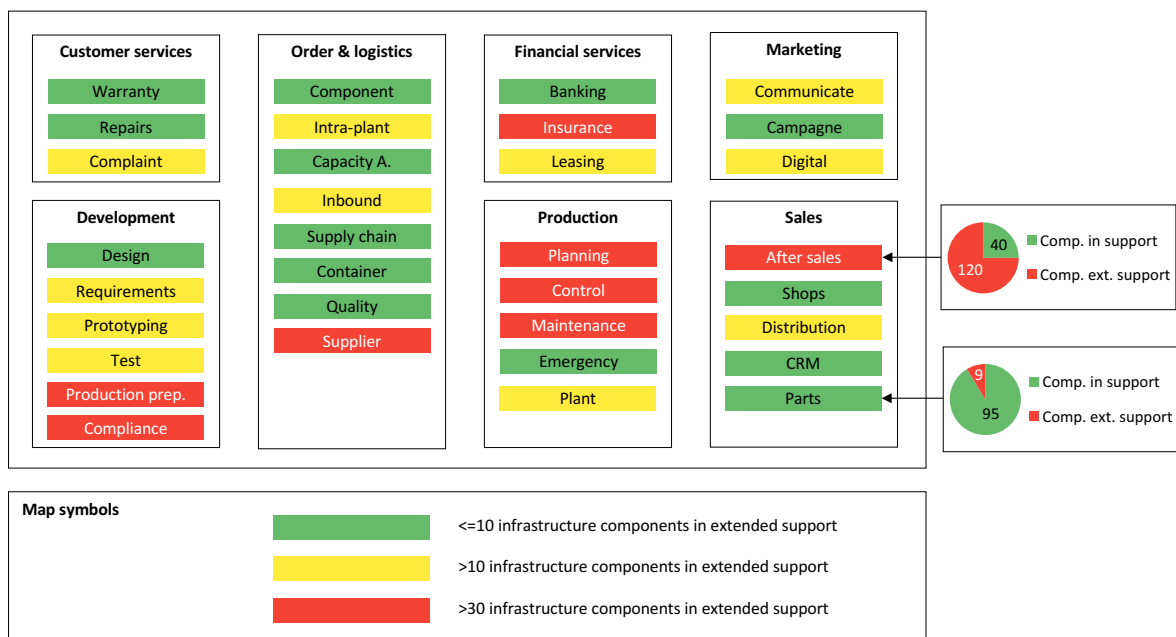 Customer services
Warranty
Repairs
Complaint
Order & logistics
Component
Intra-plant
Capacity A.
Inbound
Supply chain
Container
Quality
Supplier
Financial services
Banking
Insurance
Leasing
Marketing
Communicate
Campagne
Digital
Development
Design
Requirements
Prototyping
Test
Production prep.
Compliance
Production
Planning
Control
Maintenance
Emergency
Plant
Sales
After sales
Shops
Distribution
CRM
Parts
40
120
Comp. in support
Comp. ext. support
9
95
Comp. in support
Comp. ext. support
Map symbols
<=10 infrastructure components in extended support
>10 infrastructure components in extended support
>30 infrastructure components in extended support